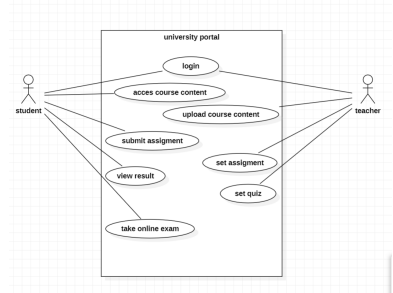 university portal
login
acces course content
upload course content
student
teacher
submit assigment
set assigment
view result
set quiz
take online exam